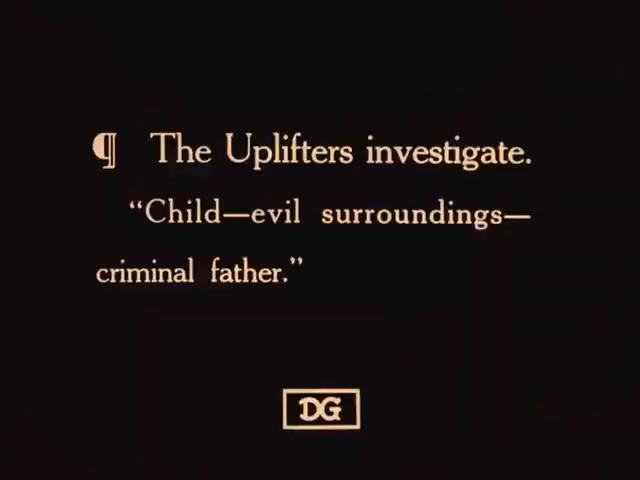 ¶ The Uplifters investigate.
“Child—evil surroundings—
criminal father.”
DG